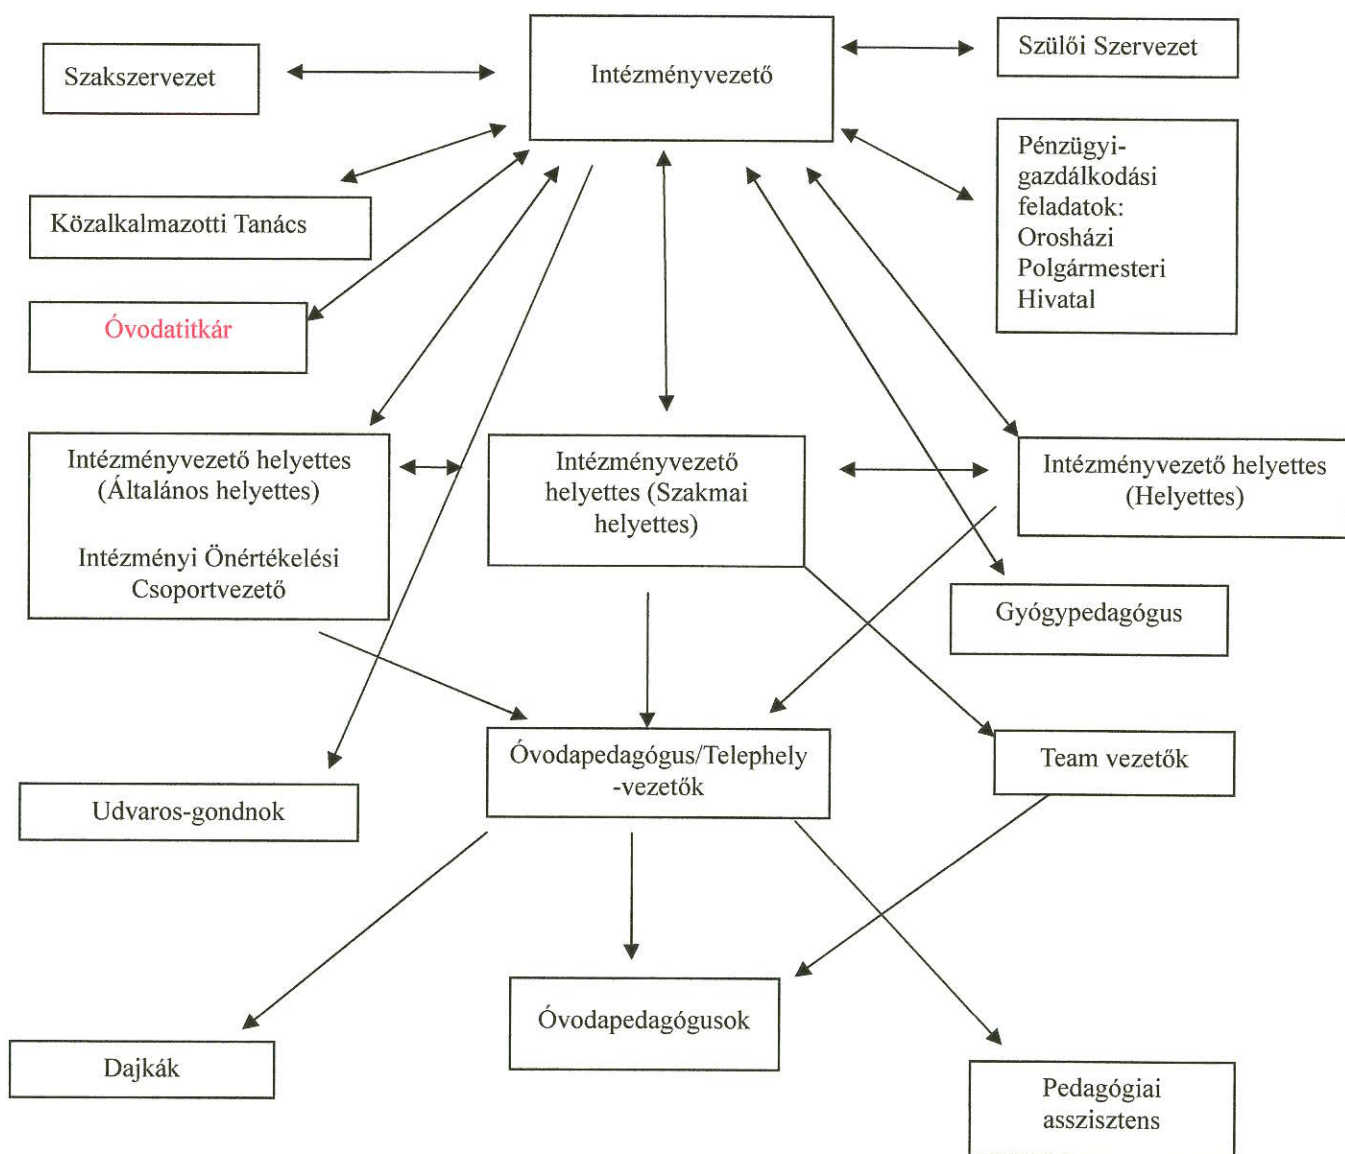 Szakszervezet
Intézményvezető
Szülői Szervezet
Pénzügyi-
gazdálkodási
feladatok:
Orosházi
Polgármesteri
Hivatal
Közalkalmazotti Tanács
Óvodatitkár
Intézményvezető helyettes
(Általános helyettes)
Intézményi Önértékelési
Csoportvezető
Intézményvezető
helyettes (Szakmai
helyettes)
Intézményvezető helyettes
(Helyettes)
Gyógypedagógus
Óvodapedagógus/Telephely
-vezetők
Team vezetők
Udvaros-gondnok
Óvodapedagógusok
Dajkák
Pedagógiai
asszisztens